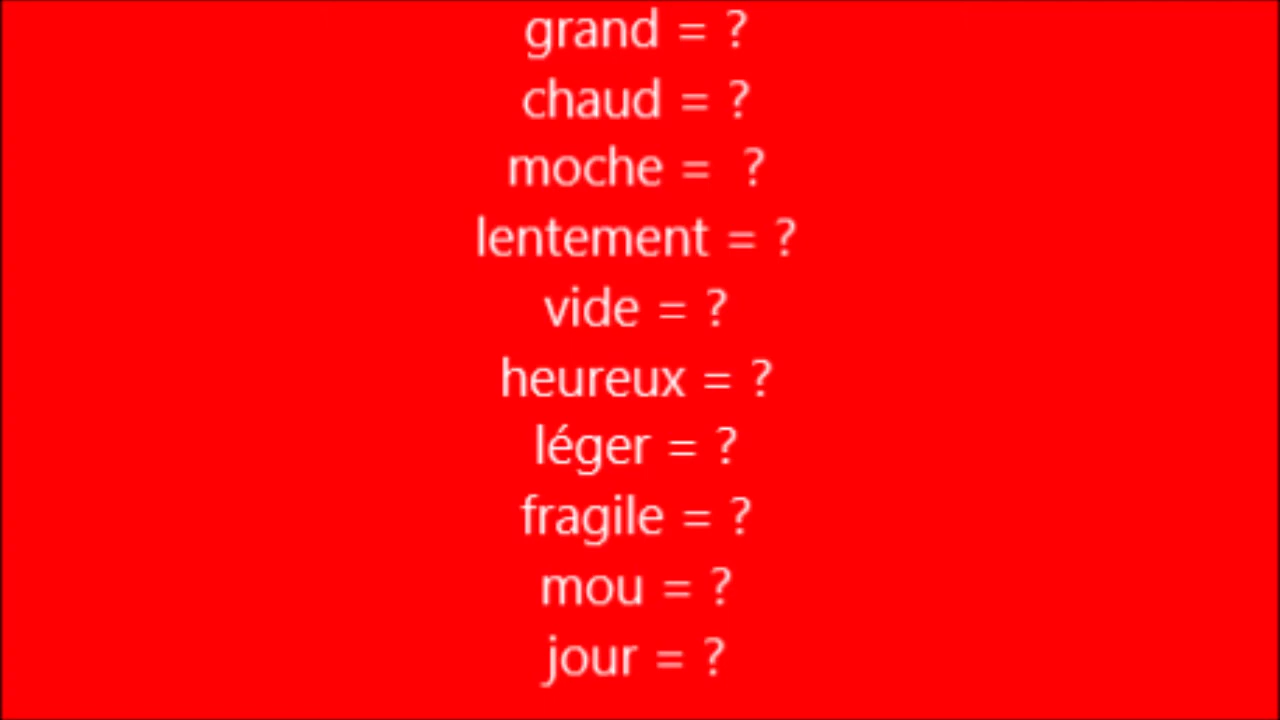 grand = ?
chaud = ?
moche = ?
lentement = ?
vide = ?
heureux = ?
léger = ?
fragile = ?
mou = ?
jour = ?